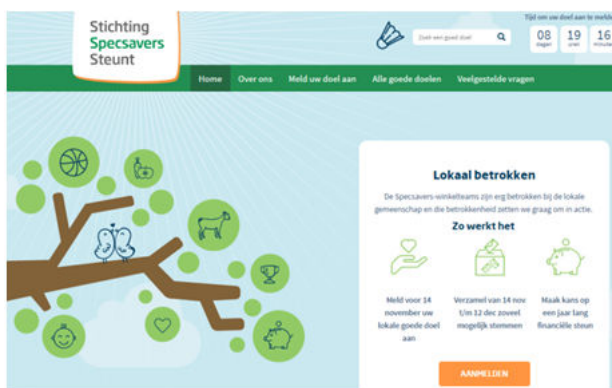 Stichting
Specsavers
Steunt
Tijd om uw doel aan te melde
Zoek een goed doel
08
19
16
dagen
uren
minute
Home Over ons Meld uw doel aan Alle goede doelen Veelgestelde vragen
Lokaal betrokken
De Specsavers-winkelteams zijn erg betrokken bij de lokale
gemeenschap en die betrokkenheid zetten we graag om in actie.
Zo werkt het
Meld voor 14
november uw
lokale goede doel
aan
Verzamel van 14 nov
t/m 12 dec zoveel
mogelijk stemmen
Maak kans op
een jaar lang
financiële steun
AANMELDEN